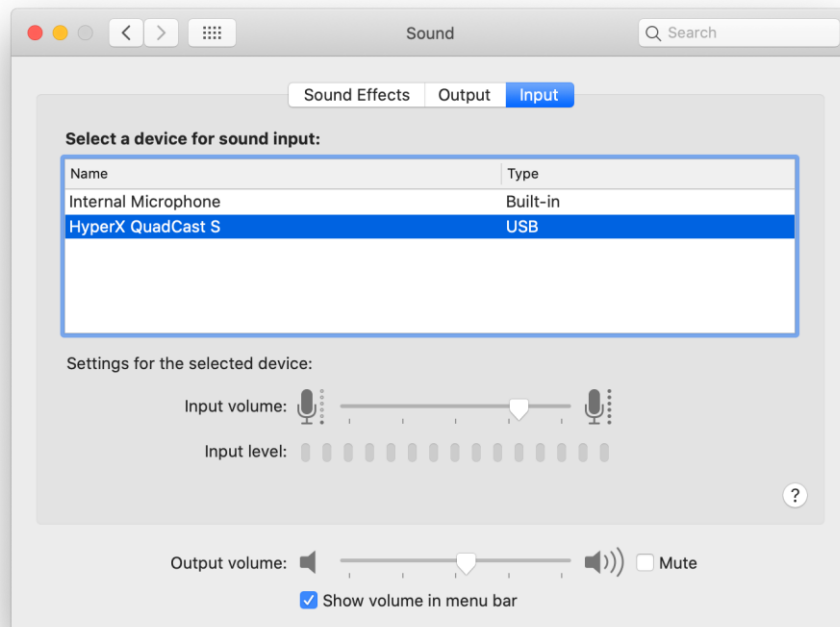 Sound
Search
Sound Effects Output Input
Select a device for sound input:
Name Type
Internal Microphone Built-in
HyperX QuadCast S USB
Settings for the selected device:
Input volume:
Input level:
?
Output volume: Mute
Show volume in menu bar